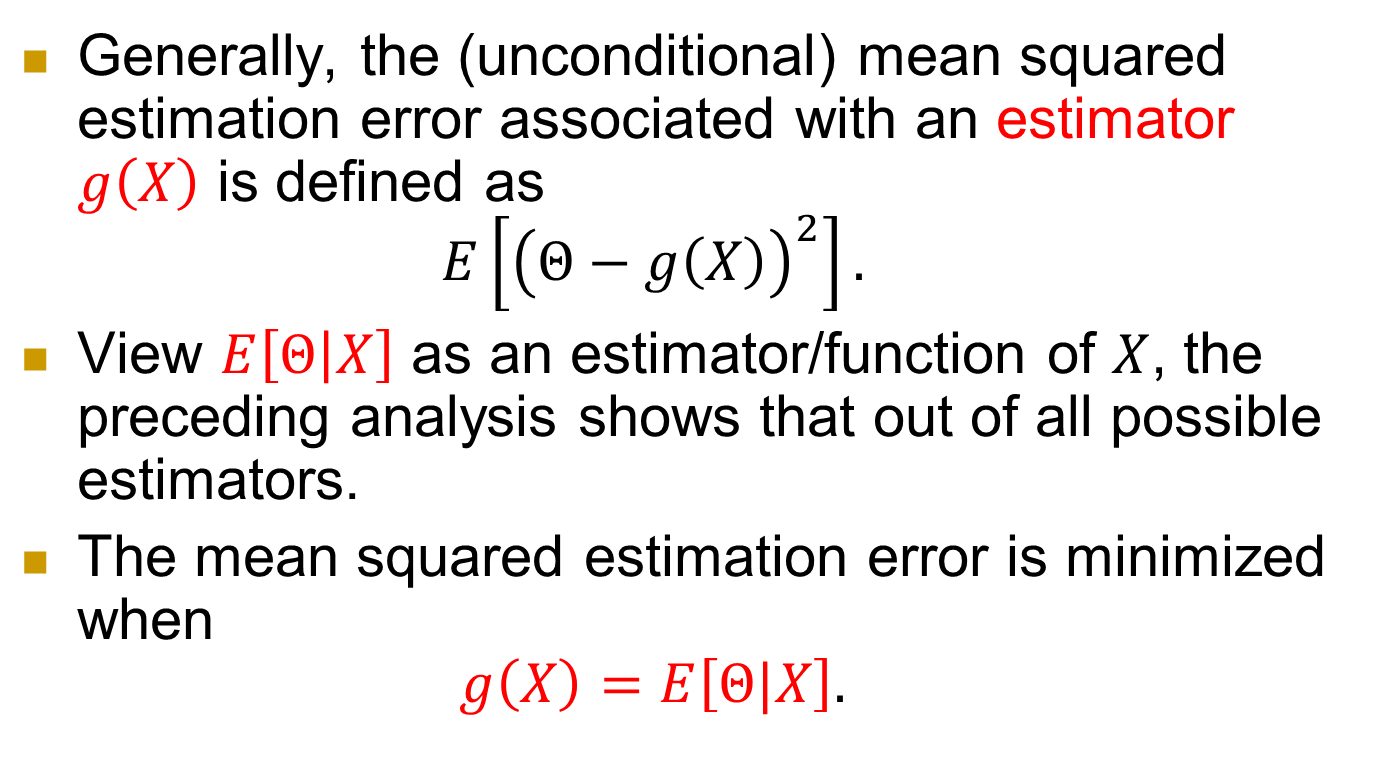 ■ Generally, the (unconditional) mean squared
estimation error associated with an estimator
g(X) is defined as
E[(Θ − g(X))²].
■ View E[Θ|X] as an estimator/function of X, the
preceding analysis shows that out of all possible
estimators.
■ The mean squared estimation error is minimized
when
g(X) = E[Θ|X].